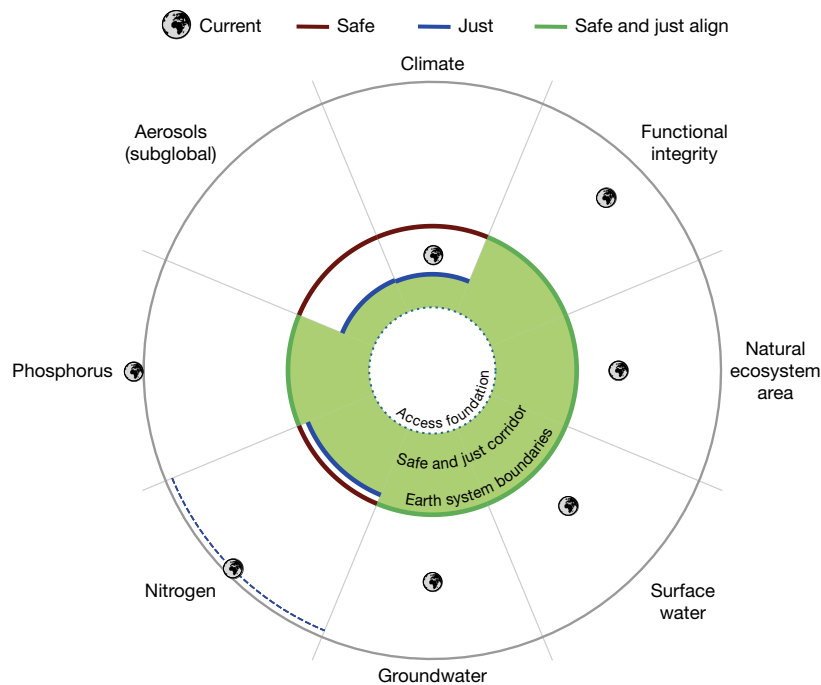 Current
Safe
Just
Safe and just align
Climate
Aerosols
(subglobal)
Functional
integrity
Phosphorus
Natural
ecosystem
area
Access foundation
Safe and just corridor
Earth system boundaries
Nitrogen
Surface
water
Groundwater